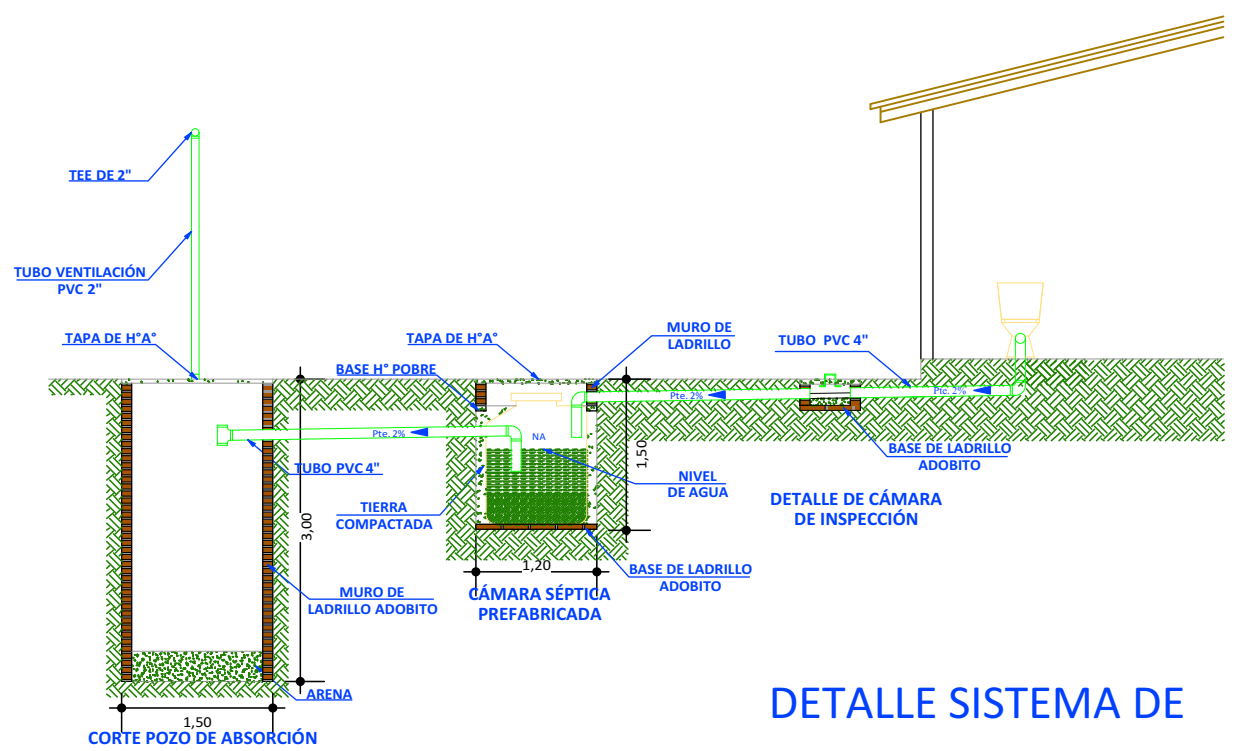 TEE DE 2"
TUBO VENTILACIÓN
PVC 2"
TAPA DE H°A°
TAPA DE H°A°
MURO DE
LADRILLO
TUBO PVC 4"
BASE H° POBRE
Pte. 2%
Pte. 2%
Pte. 2%
NA
TUBO PVC 4"
NIVEL
DE AGUA
1,50
BASE DE LADRILLO
ADOBITO
DETALLE DE CÁMARA
DE INSPECCIÓN
TIERRA
COMPACTADA
3,00
1,20
BASE DE LADRILLO
ADOBITO
MURO DE
LADRILLO ADOBITO
CÁMARA SÉPTICA
PREFABRICADA
ARENA
1,50
CORTE POZO DE ABSORCIÓN
DETALLE SISTEMA DE